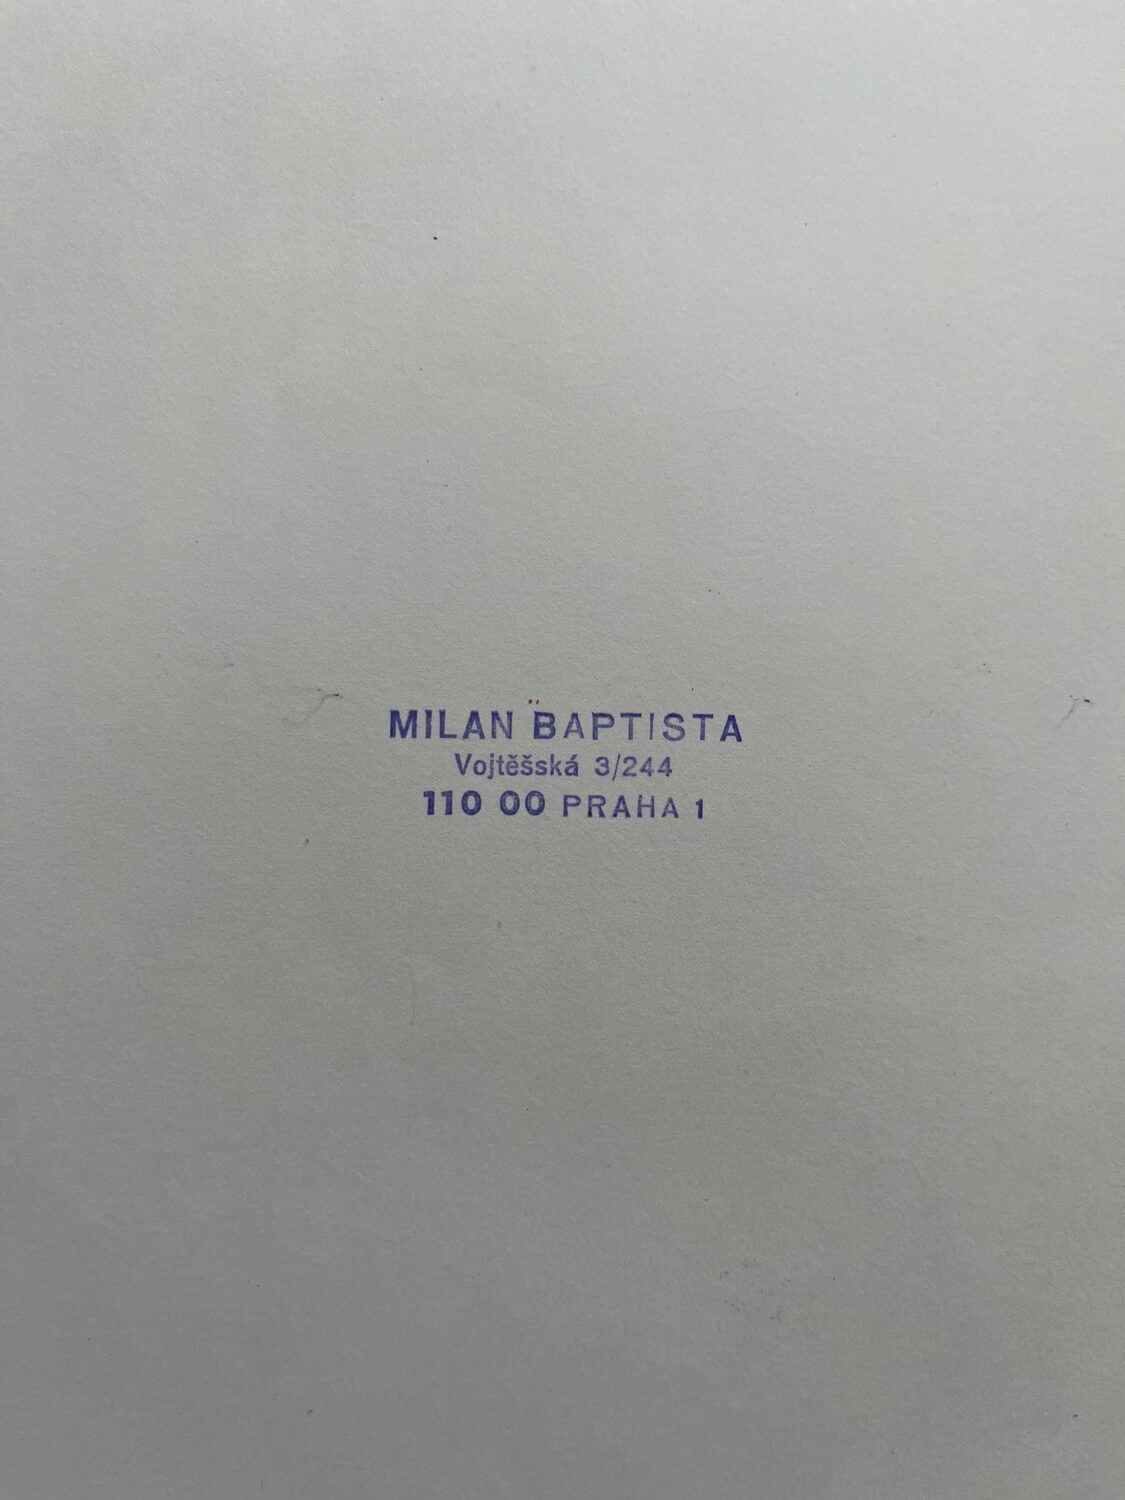 MILAN BAPTISTA
Vojtěšská 3/244
110 00 PRAHA 1